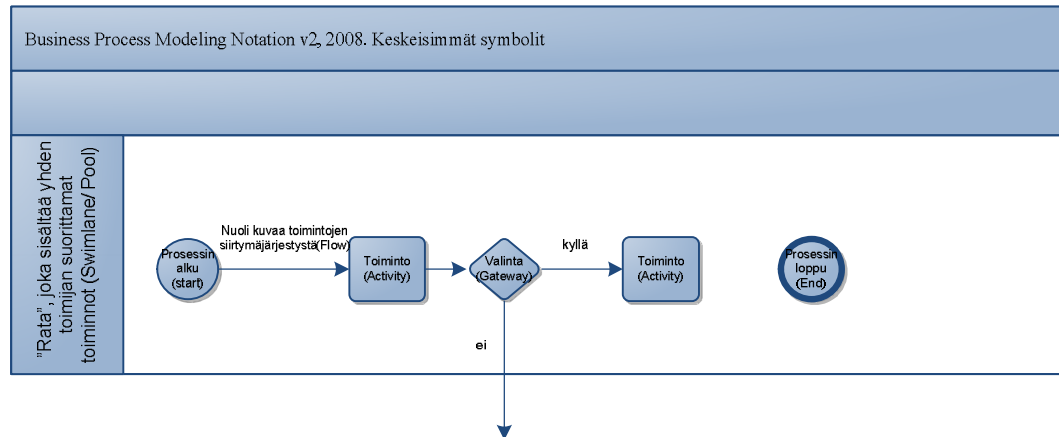 Business Process Modeling Notation v2, 2008. Keskeisimmät symbolit
"Rata", joka sisältää yhden
toimijan suorittamat
toiminnot (Swimlane/ Pool)
Prosessin
alku
(start)
Nuoli kuvaa toimintojen
siirtymäjärjestystä(Flow)
Toiminto
(Activity)
Valinta
(Gateway)
kyllä
ei
Toiminto
(Activity)
Prosessin
loppu
(End)